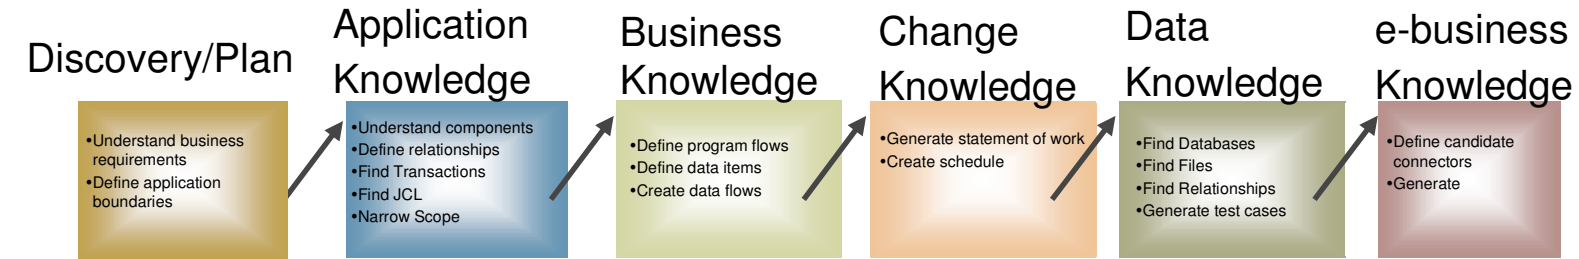 Discovery/Plan
•Understand business
requirements
•Define application
boundaries
Application
Knowledge
•Understand components
•Define relationships
•Find Transactions
•Find JCL
•Narrow Scope
Business
Knowledge
•Define program flows
•Define data items
•Create data flows
Change
Knowledge
•Generate statement of work
•Create schedule
Data
Knowledge
•Find Databases
•Find Files
•Find Relationships
•Generate test cases
e-business
Knowledge
•Define candidate
connectors
•Generate